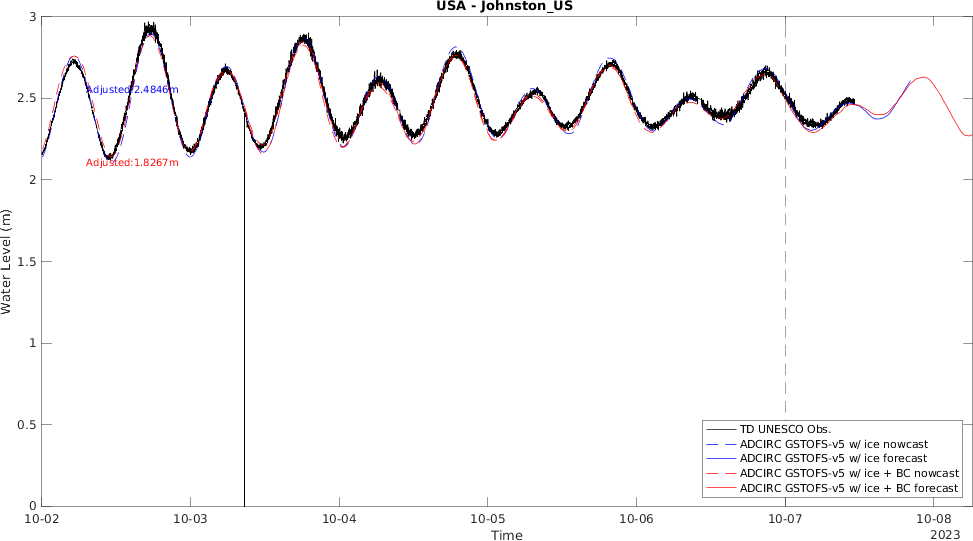 USA - Johnston_US
3
2.5
2
1.5
1
0.5
0
Water Level (m)
Adjusted:2.4846m
Adjusted:1.8267m
TD UNESCO Obs.
ADCIRC GSTOFS-v5 w/ ice nowcast
ADCIRC GSTOFS-v5 w/ ice forecast
ADCIRC GSTOFS-v5 w/ ice + BC nowcast
ADCIRC GSTOFS-v5 w/ ice + BC forecast
10-02 10-03 10-04 10-05 10-06 10-07 10-08
Time
2023